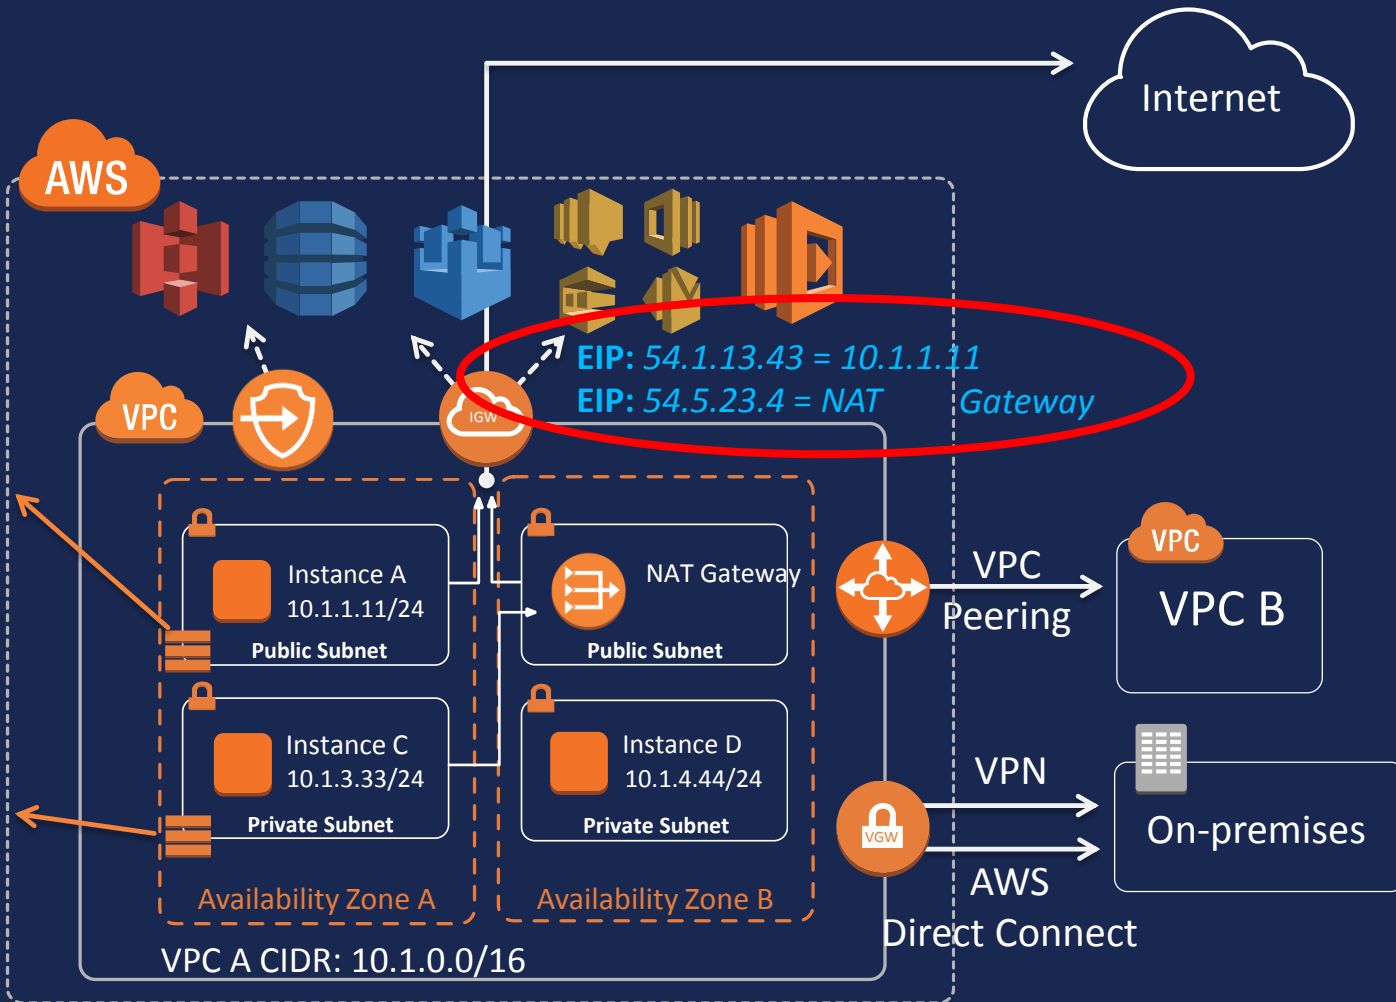 Internet
AWS
EIP: 54.1.13.43 = 10.1.1.11
EIP: 54.5.23.4 = NAT Gateway
VPC
IGW
Instance A
10.1.1.11/24
Public Subnet
NAT Gateway
Public Subnet
Instance C
10.1.3.33/24
Private Subnet
Instance D
10.1.4.44/24
Private Subnet
Availability Zone A
Availability Zone B
VPC A CIDR: 10.1.0.0/16
VPC
Peering
VPC
VPC B
VGW
VPN
AWS
Direct Connect
On-premises